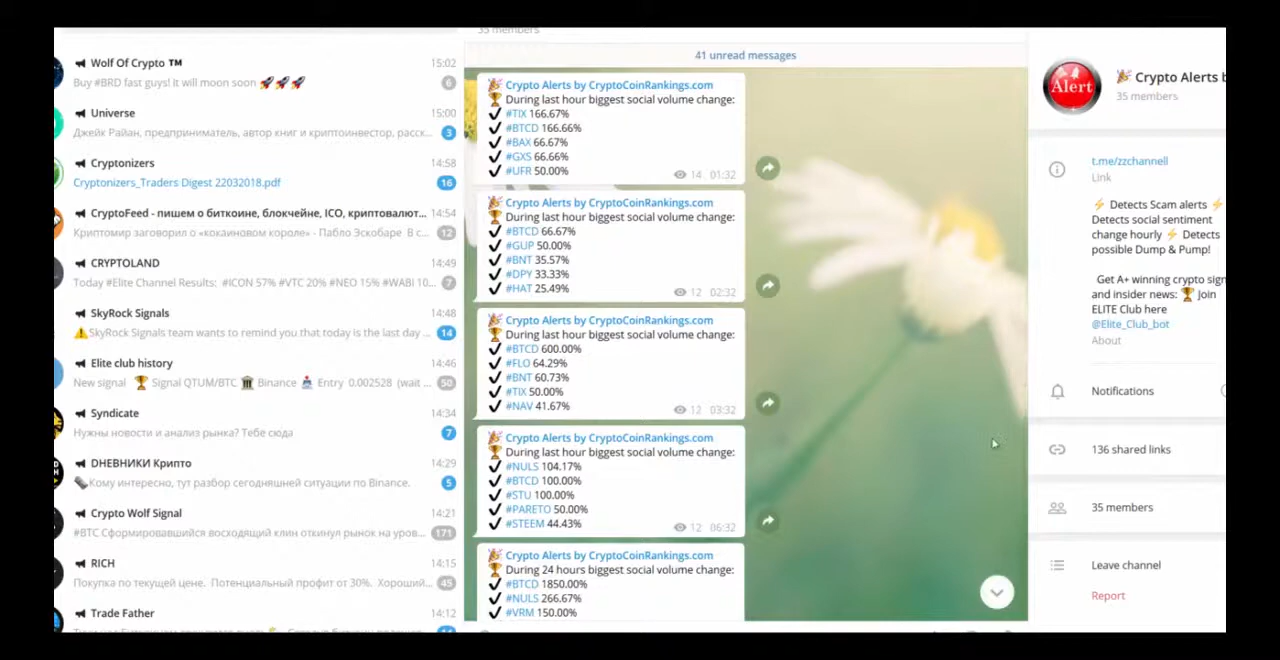 Wolf Of Crypto ™ 15:02
Buy #BRD fast guys! it will moon soon 🚀🚀🚀 6
Universe 15:00
Джейк Райан, предприниматель, автор книг и криптоинвестор, расск... 3
Cryptonizers 14:58
Cryptonizers_Traders Digest 22032018.pdf 16
CryptoFeed - пишем о биткоине, блокчейне, ICO, криптовалют... 14:54
Криптомир заговорил о «кокаиновом короле» - Пабло Эскобаре В с... 12
CRYPTOLAND 14:49
Today #Elite Channel Results: #ICON 57% #VTC 20% #NEO 15% #WABI 10... 7
SkyRock Signals 14:48
⚠️SkyRock Signals team wants to remind you that today is the last day ... 14
Elite club history 14:46
New signal 🏆 Signal QTUM/BTC 🏛 Binance Entry 0.002528 (wait ... 50
Syndicate 14:34
Нужны новости и анализ рынка? Тебе сюда 7
DНЕВНИКИ Крипто 14:29
Кому интересно, тут разбор сегодняшней ситуации по Binance. 5
Crypto Wolf Signal 14:21
#BTC Сформировавшийся восходящий клин откинул рынок на уров... 171
RICH 14:15
Покупка по текущей цене. Потенциальный профит от 30%. Хороший... 45
Trade Father 14:12
35 members
41 unread messages
🎉 Crypto Alerts by CryptoCoinRankings.com
🏆 During last hour biggest social volume change:
✔ #TIX 166.67%
✔ #BTCD 166.66%
✔ #BAX 66.67%
✔ #GXS 66.66%
✔ #UFR 50.00%
14 01:32
🎉 Crypto Alerts by CryptoCoinRankings.com
🏆 During last hour biggest social volume change:
✔ #BTCD 66.67%
✔ #GUP 50.00%
✔ #BNT 35.57%
✔ #DPY 33.33%
✔ #HAT 25.49%
12 02:32
🎉 Crypto Alerts by CryptoCoinRankings.com
🏆 During last hour biggest social volume change:
✔ #BTCD 600.00%
✔ #FLO 64.29%
✔ #BNT 60.73%
✔ #TIX 50.00%
✔ #NAV 41.67%
12 03:32
🎉 Crypto Alerts by CryptoCoinRankings.com
🏆 During last hour biggest social volume change:
✔ #NULS 104.17%
✔ #BTCD 100.00%
✔ #STU 100.00%
✔ #PARETO 50.00%
✔ #STEEM 44.43%
12 06:32
🎉 Crypto Alerts by CryptoCoinRankings.com
🏆 During 24 hours biggest social volume change:
✔ #BTCD 1850.00%
✔ #NULS 266.67%
✔ #VRM 150.00%
Alert
🎉 Crypto Alerts b
35 members
t.me/zzchannell
Link
⚡ Detects Scam alerts ⚡
Detects social sentiment
change hourly ⚡ Detects
possible Dump & Pump!
Get A+ winning crypto sign
and insider news: 🏆 Join
ELITE Club here
@Elite_Club_bot
About
Notifications
136 shared links
35 members
Leave channel
Report